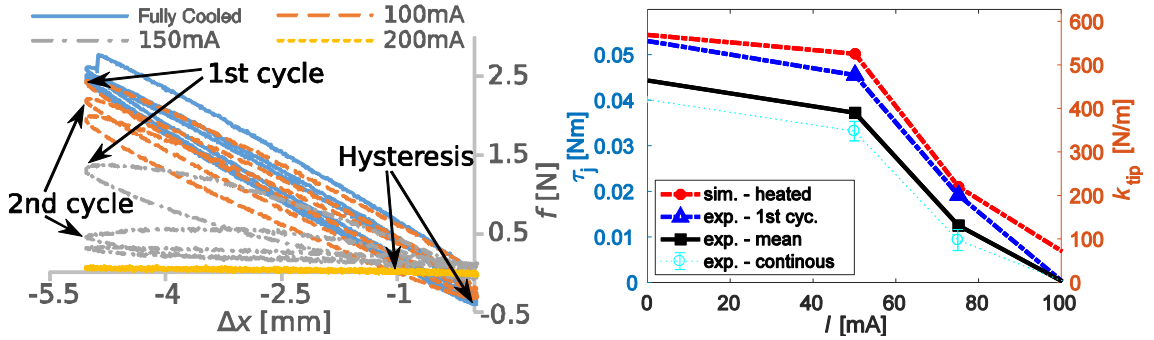 Fully Cooled
100mA
150mA
200mA
1st cycle
2nd cycle
Hysteresis
2.5
1.5
0.5
-0.5
f [N]
-5.5 -4 -2.5 -1
Δx [mm]
0.05
0.04
0.03
0.02
0.01
0
τj [Nm]
600
500
400
300
200
100
0
ktip [N/m]
sim. - heated
exp. - 1st cyc.
exp. - mean
exp. - continous
0 20 40 60 80 100
I [mA]